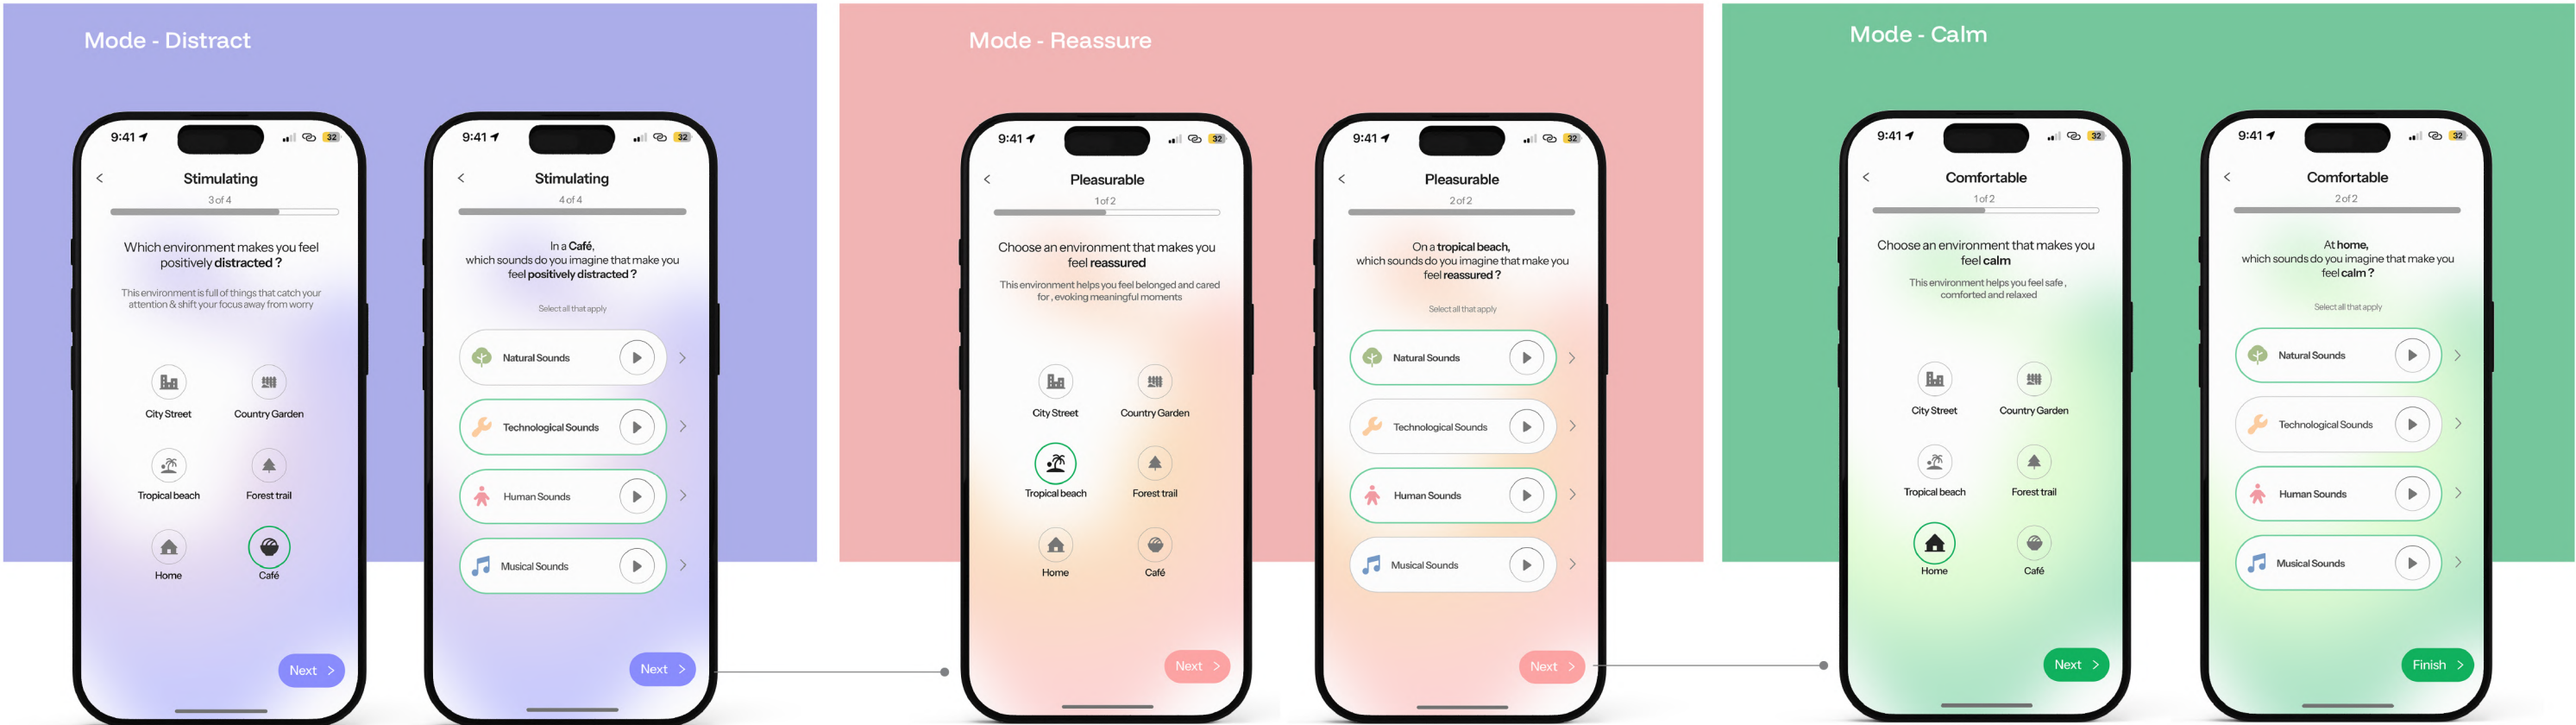 Mode - Distract
9:41
32
Stimulating
3 of 4
Which environment makes you feel
positively distracted ?
This environment is full of things that catch your
attention & shift your focus away from worry
City Street
Country Garden
Tropical beach
Forest trail
Home
Café
Next
9:41
32
Stimulating
4 of 4
In a Café,
which sounds do you imagine that make you
feel positively distracted ?
Select all that apply
Natural Sounds
Technological Sounds
Human Sounds
Musical Sounds
Next
Mode - Reassure
9:41
32
Pleasurable
1 of 2
Choose an environment that makes you
feel reassured
This environment helps you feel belonged and cared
for , evoking meaningful moments
City Street
Country Garden
Tropical beach
Forest trail
Home
Café
Next
9:41
32
Pleasurable
2 of 2
On a tropical beach,
which sounds do you imagine that make you
feel reassured ?
Select all that apply
Natural Sounds
Technological Sounds
Human Sounds
Musical Sounds
Next
Mode - Calm
9:41
32
Comfortable
1 of 2
Choose an environment that makes you
feel calm
This environment helps you feel safe ,
comforted and relaxed
City Street
Country Garden
Tropical beach
Forest trail
Home
Café
Next
9:41
32
Comfortable
2 of 2
At home,
which sounds do you imagine that make you
feel calm ?
Select all that apply
Natural Sounds
Technological Sounds
Human Sounds
Musical Sounds
Finish